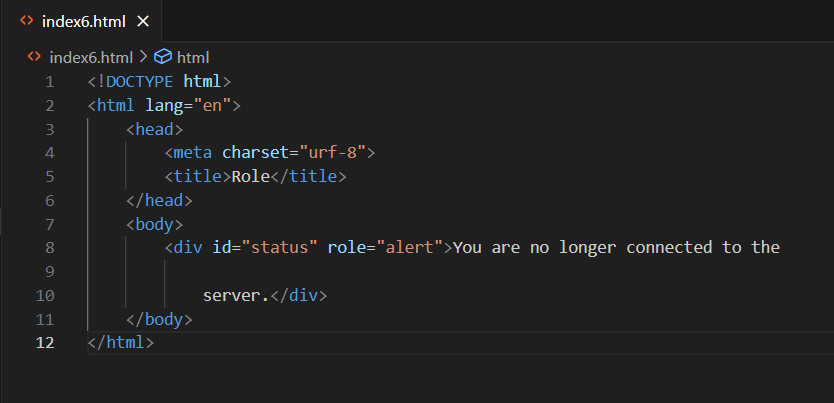 index6.html
index6.html > html
1 <!DOCTYPE html>
2 <html lang="en">
3 <head>
4 <meta charset="urf-8">
5 <title>Role</title>
6 </head>
7 <body>
8 <div id="status" role="alert">You are no longer connected to the
9
10 server.</div>
11 </body>
12 </html>